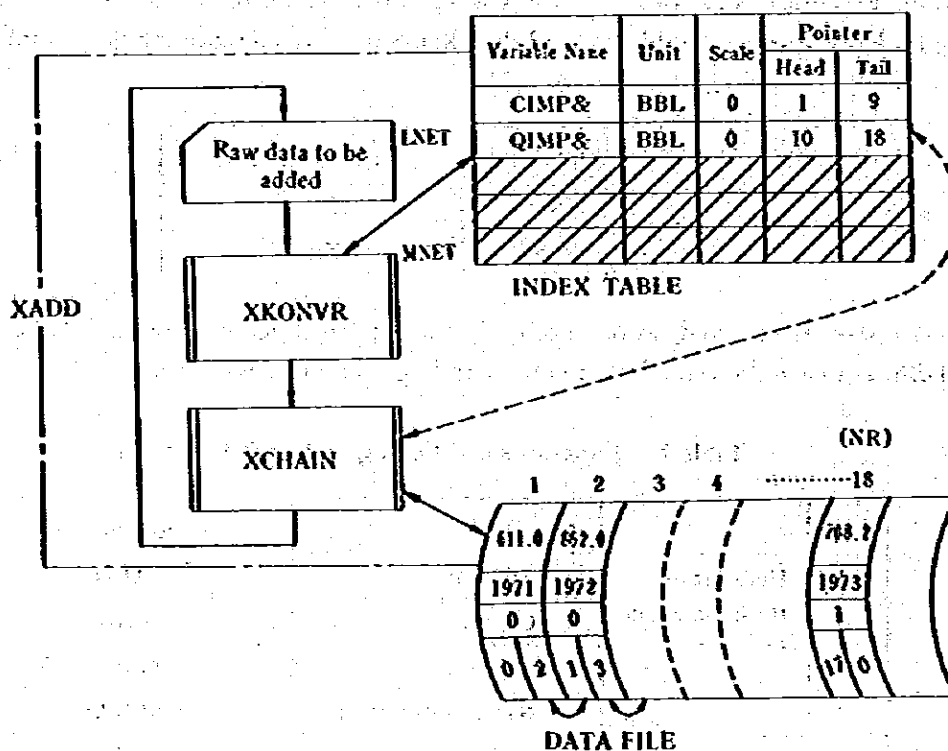 Variable Name Unit Scale Pointer
Head Tail
CIMP& BBL 0 1 9
QIMP& BBL 0 10 18
INDEX TABLE
Raw data to be
added
MNET
XKONVR
XADD
XCHAIN
(NR)
1 2 3 4 ..........18
611.0
1971 1972 1973
0 0 1
0 2 1 3 17 0
DATA FILE